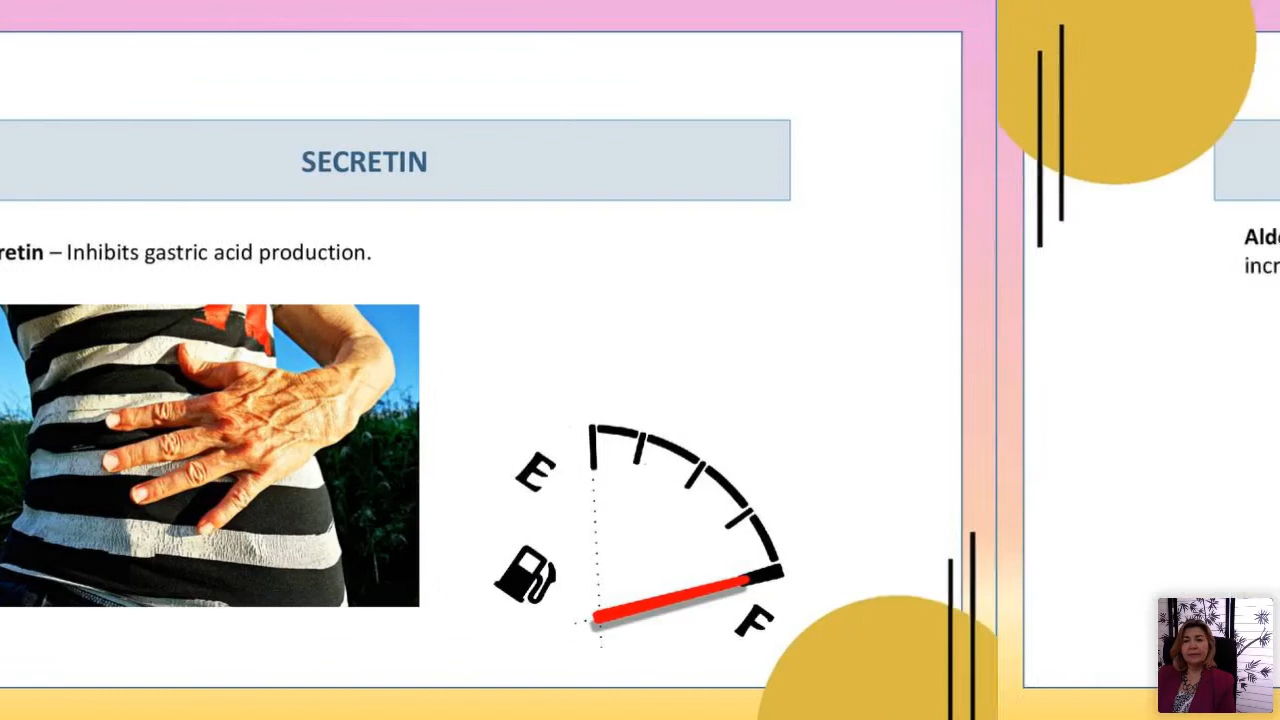 SECRETIN
retin – Inhibits gastric acid production.
E
F
Ald
incr